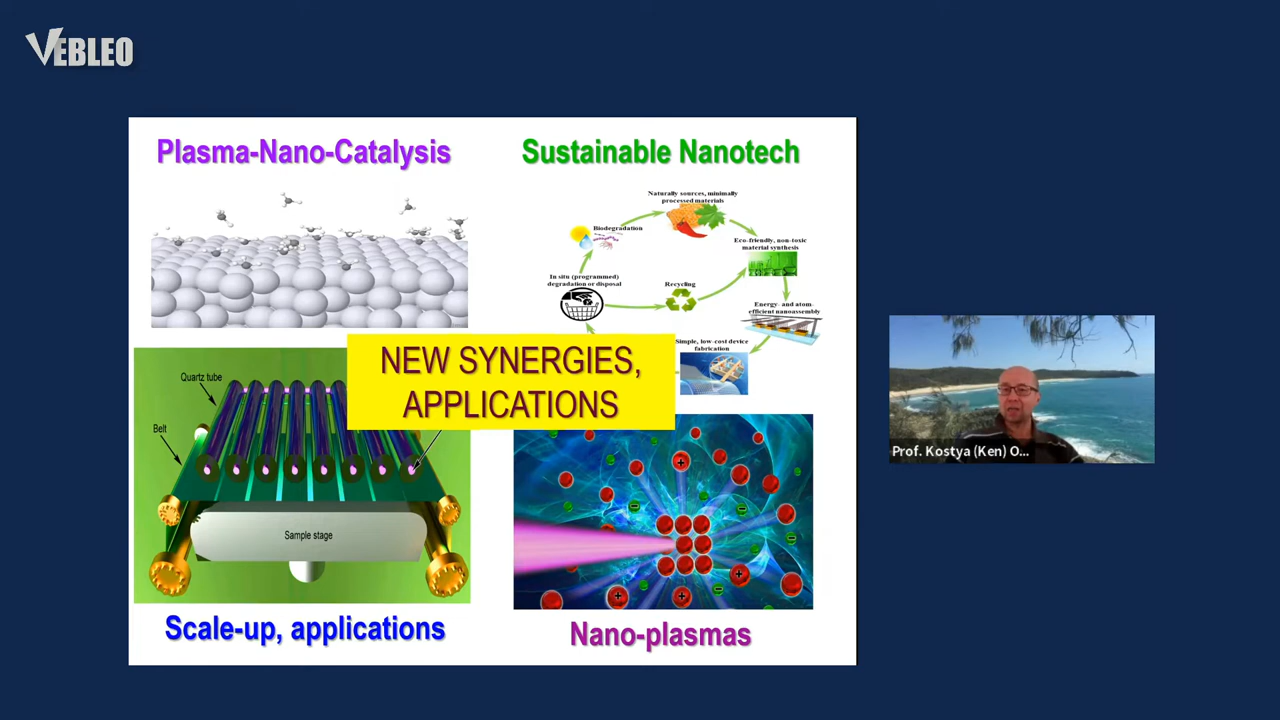 VEBLEO
Plasma-Nano-Catalysis
Sustainable Nanotech
Naturally sources, minimally
processed materials
Biodegradation
Eco-friendly, non-toxic
material synthesis
In situ (programmed)
degradation or disposal
Recycling
Energy- and atom-
efficient nanoassembly
Simple, low-cost device
fabrication
NEW SYNERGIES,
APPLICATIONS
Quartz tube
Belt
Sample stage
Scale-up, applications
Nano-plasmas
Prof. Kostya (Ken) O...